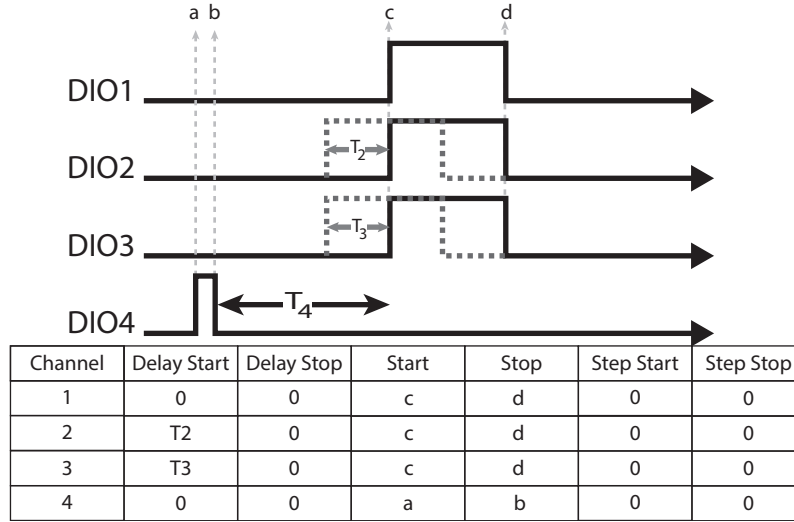 a b c d
DIO1
DIO2
T2
DIO3
T3
DIO4
T4
Channel Delay Start Delay Stop Start Stop Step Start Step Stop
1 0 0 c d 0 0
2 T2 0 c d 0 0
3 T3 0 c d 0 0
4 0 0 a b 0 0